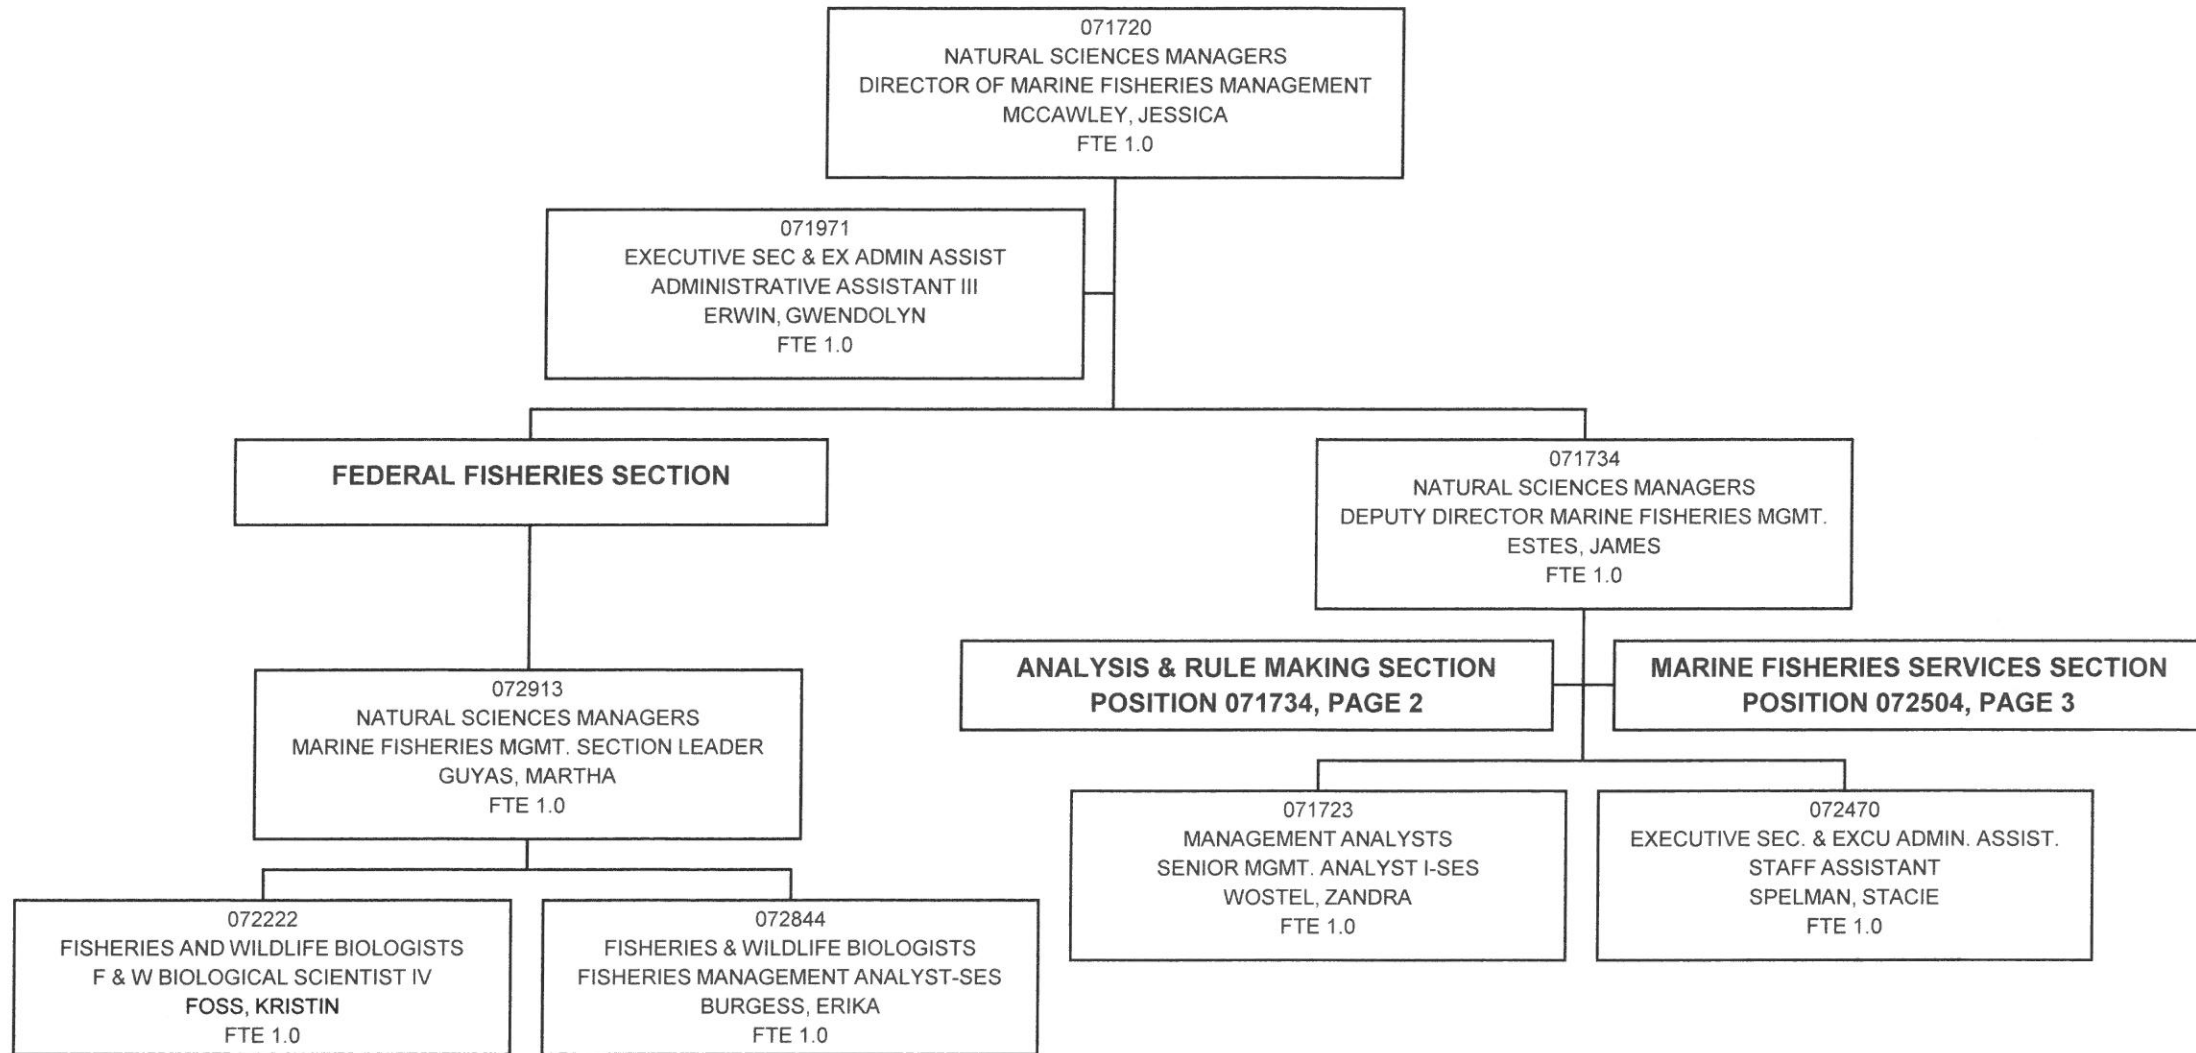 071720
NATURAL SCIENCES MANAGERS
DIRECTOR OF MARINE FISHERIES MANAGEMENT
MCCAWLEY, JESSICA
FTE 1.0
071971
EXECUTIVE SEC & EX ADMIN ASSIST
ADMINISTRATIVE ASSISTANT III
ERWIN, GWENDOLYN
FTE 1.0
FEDERAL FISHERIES SECTION
071734
NATURAL SCIENCES MANAGERS
DEPUTY DIRECTOR MARINE FISHERIES MGMT.
ESTES, JAMES
FTE 1.0
ANALYSIS & RULE MAKING SECTION
POSITION 071734, PAGE 2
MARINE FISHERIES SERVICES SECTION
POSITION 072504, PAGE 3
072913
NATURAL SCIENCES MANAGERS
MARINE FISHERIES MGMT. SECTION LEADER
GUYAS, MARTHA
FTE 1.0
071723
MANAGEMENT ANALYSTS
SENIOR MGMT. ANALYST I-SES
WOSTEL, ZANDRA
FTE 1.0
072470
EXECUTIVE SEC. & EXCU ADMIN. ASSIST.
STAFF ASSISTANT
SPELMAN, STACIE
FTE 1.0
072222
FISHERIES AND WILDLIFE BIOLOGISTS
F & W BIOLOGICAL SCIENTIST IV
FOSS, KRISTIN
FTE 1.0
072844
FISHERIES & WILDLIFE BIOLOGISTS
FISHERIES MANAGEMENT ANALYST-SES
BURGESS, ERIKA
FTE 1.0